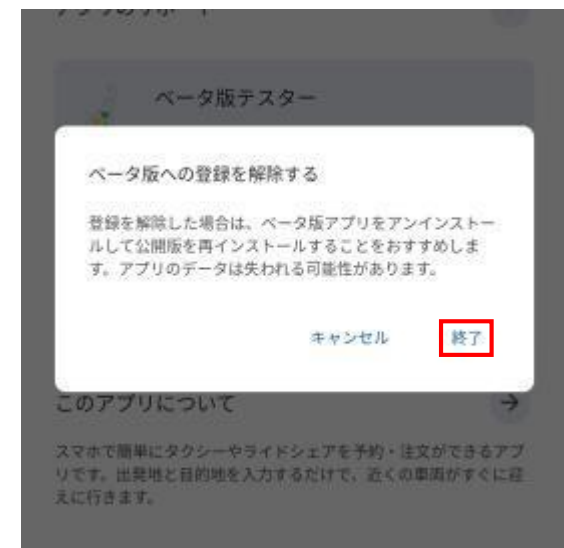 ベータ版テスター
ベータ版への登録を解除する
登録を解除した場合は、ベータ版アプリをアンインストー
ルして公開版を再インストールすることをおすすめしま
す。アプリのデータは失われる可能性があります。
キャンセル
終了
このアプリについて
スマホで簡単にタクシーやライドシェアを予約・注文ができるアプ
リです。出発地と目的地を入力するだけで、近くの車両がすぐに迎
えに行きます。